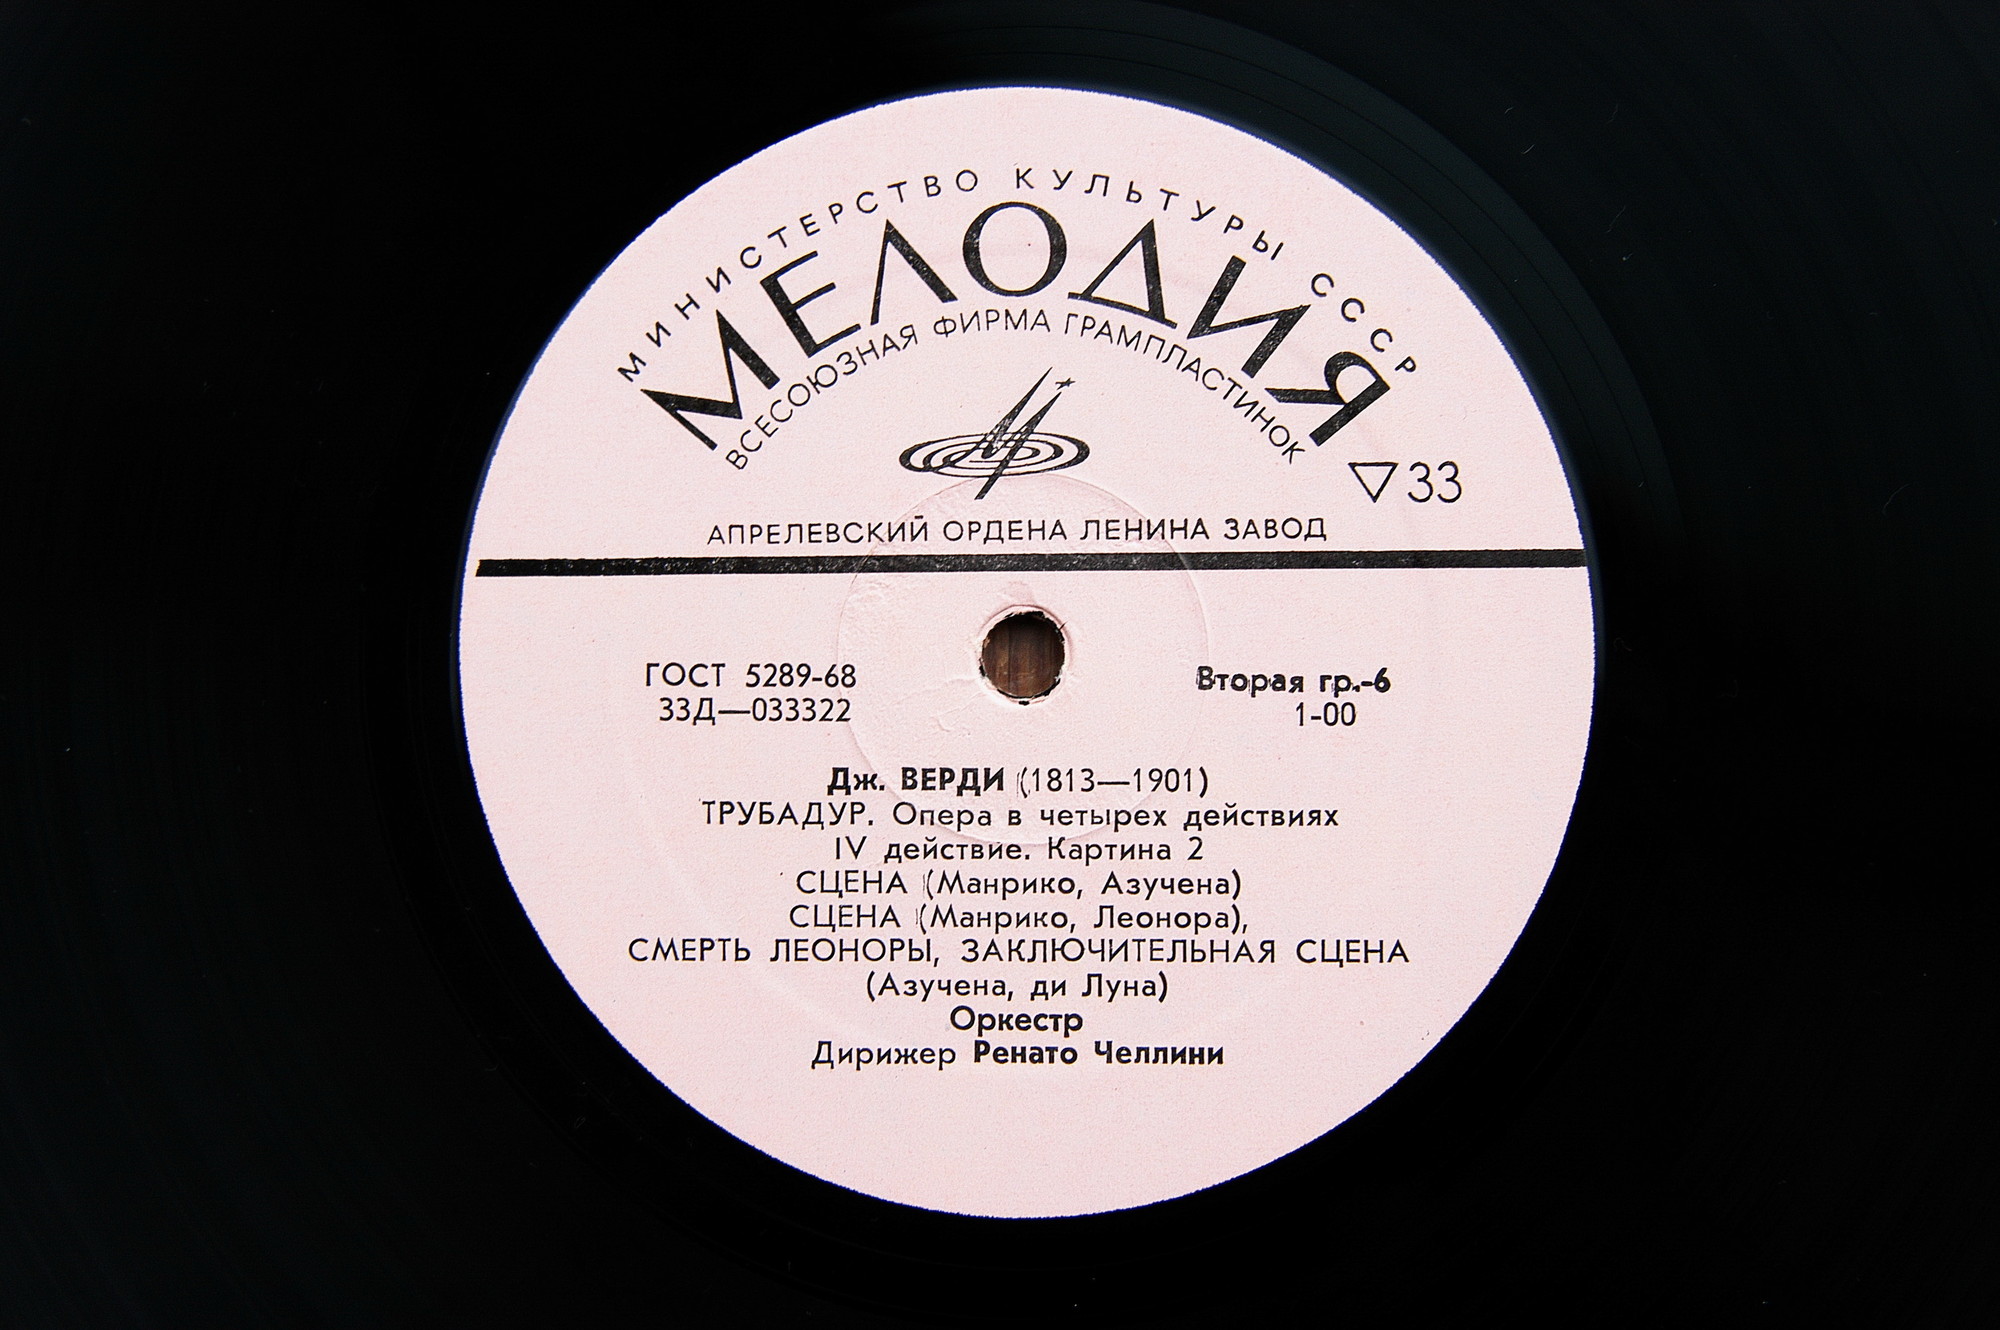 МИНИСТЕРСТВО КУЛЬТУРЫ СССР
МЕЛОДИЯ
ВСЕСОЮЗНАЯ ФИРМА ГРАМПЛАСТИНОК
33
АПРЕЛЕВСКИЙ ОРДЕНА ЛЕНИНА ЗАВОД
ГОСТ 5289-68
33Д—033322
Вторая гр.-6
1-00
Дж. ВЕРДИ (1813—1901)
ТРУБАДУР. Опера в четырех действиях
IV действие. Картина 2
СЦЕНА (Манрико, Азучена)
СЦЕНА (Манрико, Леонора),
СМЕРТЬ ЛЕОНОРЫ, ЗАКЛЮЧИТЕЛЬНАЯ СЦЕНА
(Азучена, ди Луна)
Оркестр
Дирижер Ренато Челлини